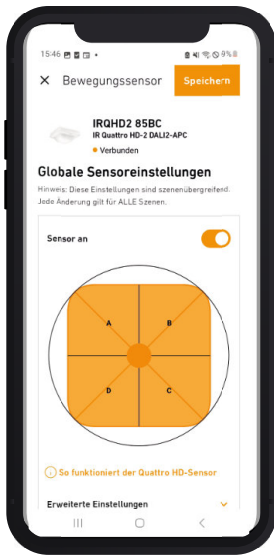 15:46 9%
Bewegungssensor Speichern
IRQHD2 85BC
IR Quattro HD-2 DALI2-APC
Verbunden
Globale Sensoreinstellungen
Hinweis: Diese Einstellungen sind szenenübergreifend.
Jede Änderung gilt für ALLE Szenen.
Sensor an
A B
D C
So funktioniert der Quattro HD-Sensor
Erweiterte Einstellungen